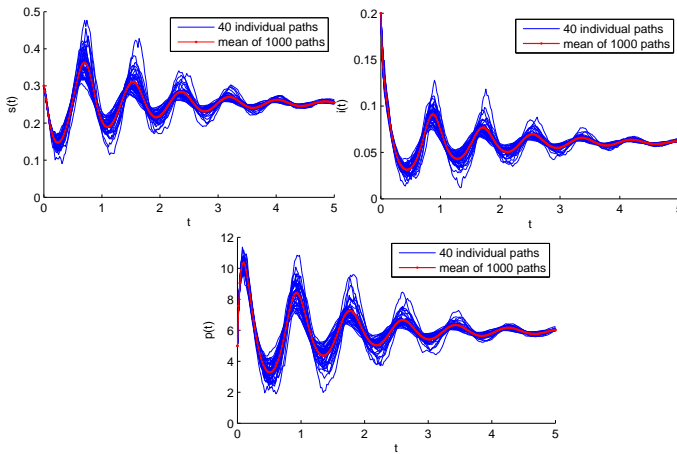 40 individual paths
mean of 1000 paths
0.5
0.4
0.3
0.2
0.1
0
s(t)
0 1 2 3 4 5
t
40 individual paths
mean of 1000 paths
0.2
0.15
0.1
0.05
0
i(t)
0 1 2 3 4 5
t
40 individual paths
mean of 1000 paths
12
10
8
6
4
2
0
p(t)
0 1 2 3 4 5
t